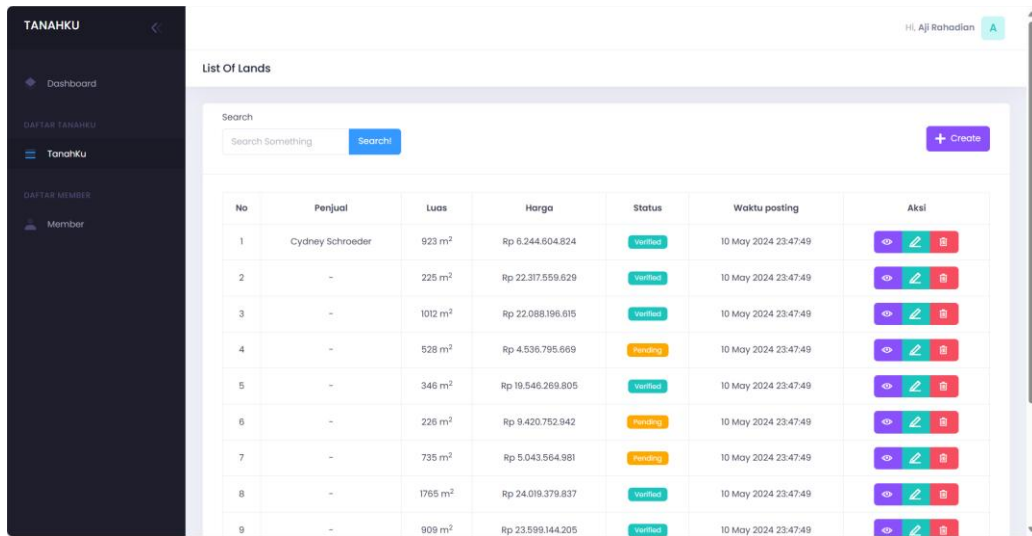 TANAHKU
Hi, Aji Rahadian A
Dashboard
List Of Lands
DAFTAR TANAHKU
TanahKu
DAFTAR MEMBER
Member
Search
Search Something Search!
+ Create
No Penjual Luas Harga Status Waktu posting Aksi
1 Cydney Schroeder 923 m² Rp 6.244.604.824 Verified 10 May 2024 23:47:49
2 - 225 m² Rp 22.317.559.629 Verified 10 May 2024 23:47:49
3 - 1012 m² Rp 22.088.196.615 Verified 10 May 2024 23:47:49
4 - 528 m² Rp 4.536.795.669 Pending 10 May 2024 23:47:49
5 - 346 m² Rp 19.546.269.805 Verified 10 May 2024 23:47:49
6 - 226 m² Rp 9.420.752.942 Pending 10 May 2024 23:47:49
7 - 735 m² Rp 5.043.564.981 Pending 10 May 2024 23:47:49
8 - 1765 m² Rp 24.019.379.837 Verified 10 May 2024 23:47:49
9 - 909 m² Rp 23.599.144.205 Verified 10 May 2024 23:47:49